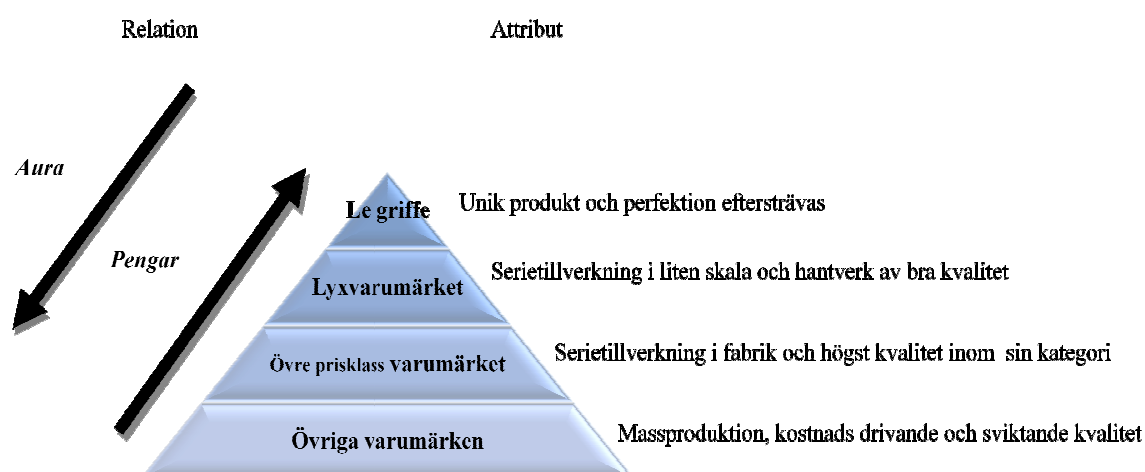 Relation
Attribut
Aura
Pengar
Le griffe
Unik produkt och perfektion eftersträvas
Lyxvarumärket
Serietillverkning i liten skala och hantverk av bra kvalitet
Övre prisklass varumärket
Serietillverkning i fabrik och högst kvalitet inom sin kategori
Övriga varumärken
Massproduktion, kostnads drivande och sviktande kvalitet